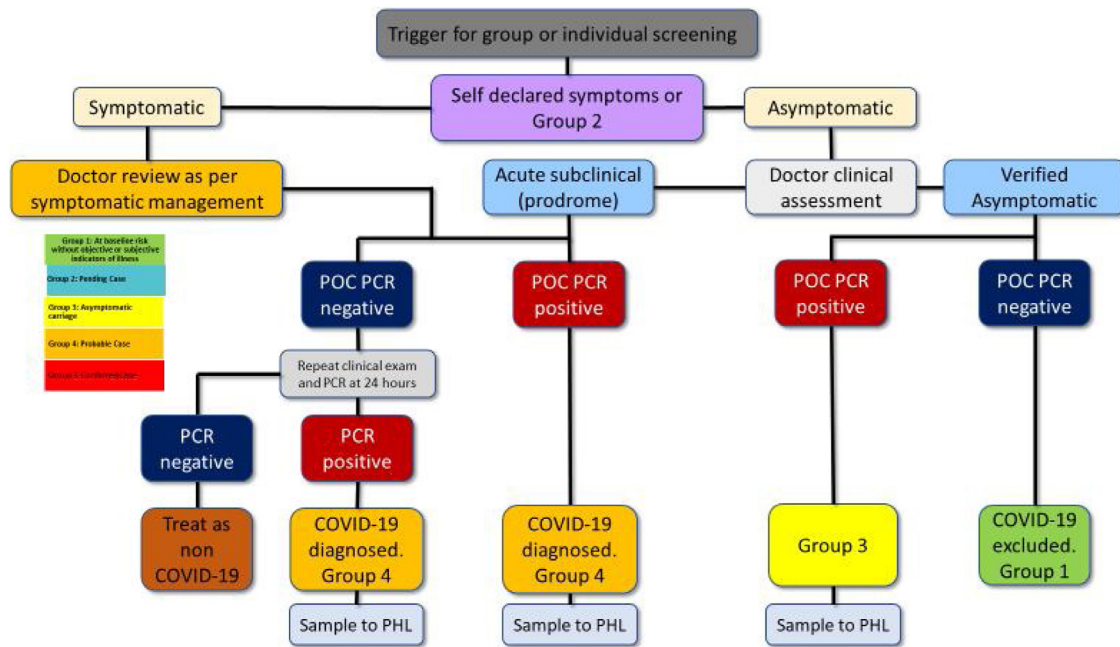 Trigger for group or individual screening
Symptomatic
Self declared symptoms or
Group 2
Asymptomatic
Doctor review as per
symptomatic management
Acute subclinical
(prodrome)
Doctor clinical
assessment
Verified
Asymptomatic
Group 1: At baseline risk
without objective or subjective
indicators of illness
Group 2: Pending Case
Group 3: Asymptomatic
carriage
Group 4: Probable Case
POC PCR
negative
POC PCR
positive
POC PCR
positive
POC PCR
negative
Repeat clinical exam
and PCR at 24 hours
PCR
negative
PCR
positive
Treat as
non
COVID-19
COVID-19
diagnosed.
Group 4
COVID-19
diagnosed.
Group 4
Group 3
COVID-19
excluded.
Group 1
Sample to PHL
Sample to PHL
Sample to PHL